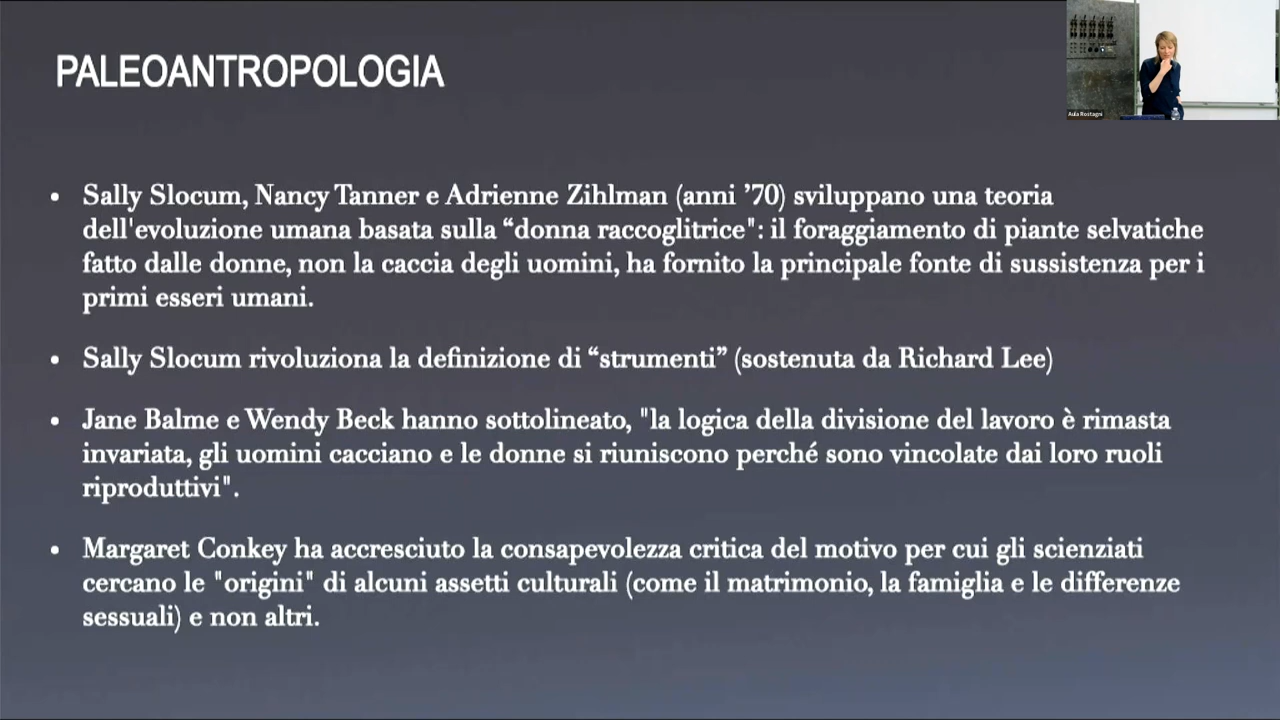 PALEOANTROPOLOGIA
Aula Rostagni
• Sally Slocum, Nancy Tanner e Adrienne Zihlman (anni ’70) sviluppano una teoria
dell'evoluzione umana basata sulla “donna raccoglitrice": il foraggiamento di piante selvatiche
fatto dalle donne, non la caccia degli uomini, ha fornito la principale fonte di sussistenza per i
primi esseri umani.
• Sally Slocum rivoluziona la definizione di “strumenti” (sostenuta da Richard Lee)
• Jane Balme e Wendy Beck hanno sottolineato, "la logica della divisione del lavoro è rimasta
invariata, gli uomini cacciano e le donne si riuniscono perché sono vincolate dai loro ruoli
riproduttivi".
• Margaret Conkey ha accresciuto la consapevolezza critica del motivo per cui gli scienziati
cercano le "origini" di alcuni assetti culturali (come il matrimonio, la famiglia e le differenze
sessuali) e non altri.